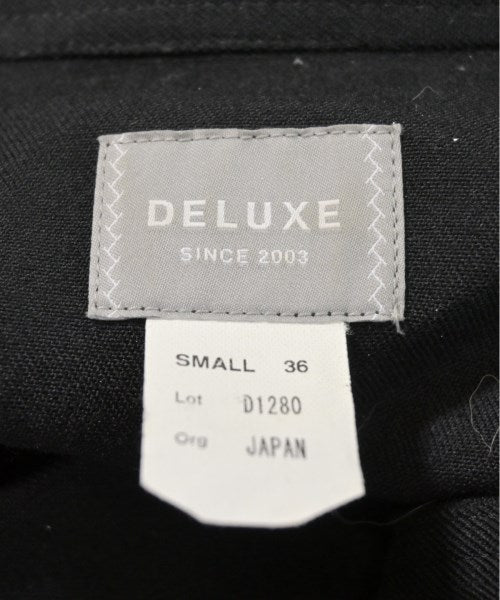 DELUXE
SINCE 2003
SMALL 36
Lot D1280
Org JAPAN